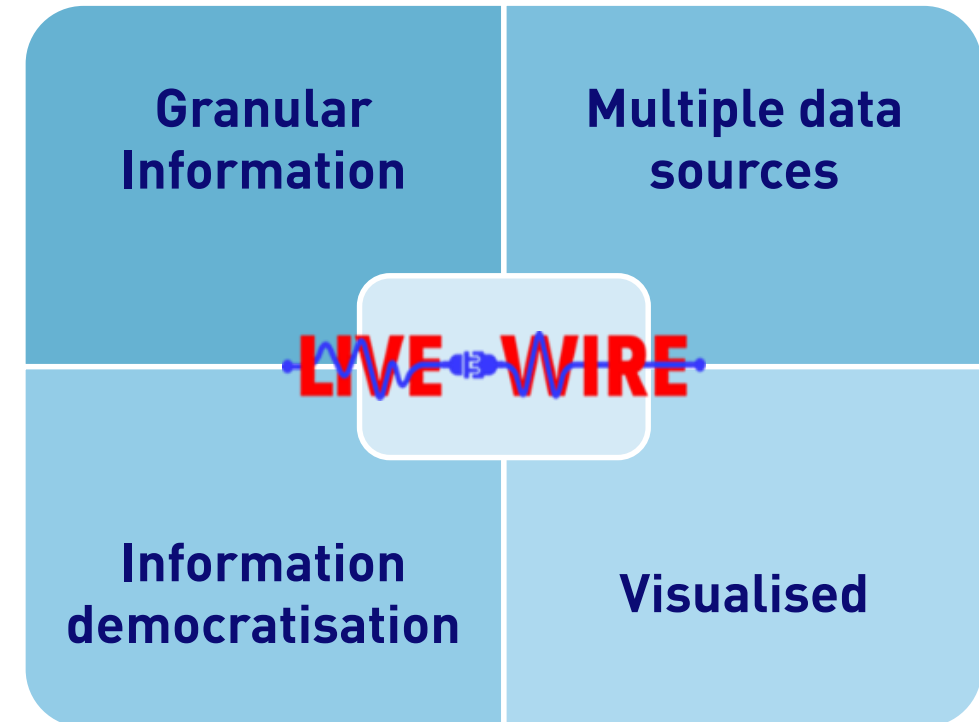 Granular
Information
Multiple data
sources
LIVE WIRE
Information
democratisation
Visualised